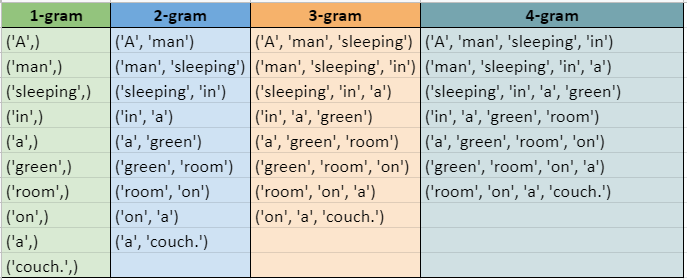 1-gram 2-gram 3-gram 4-gram
('A',) ('A', 'man') ('A', 'man', 'sleeping') ('A', 'man', 'sleeping', 'in')
('man',) ('man', 'sleeping') ('man', 'sleeping', 'in') ('man', 'sleeping', 'in', 'a')
('sleeping',) ('sleeping', 'in') ('sleeping', 'in', 'a') ('sleeping', 'in', 'a', 'green')
('in',) ('in', 'a') ('in', 'a', 'green') ('in', 'a', 'green', 'room')
('a',) ('a', 'green') ('a', 'green', 'room') ('a', 'green', 'room', 'on')
('green',) ('green', 'room') ('green', 'room', 'on') ('green', 'room', 'on', 'a')
('room',) ('room', 'on') ('room', 'on', 'a') ('room', 'on', 'a', 'couch.')
('on',) ('on', 'a') ('on', 'a', 'couch.')
('a',) ('a', 'couch.')
('couch.',)